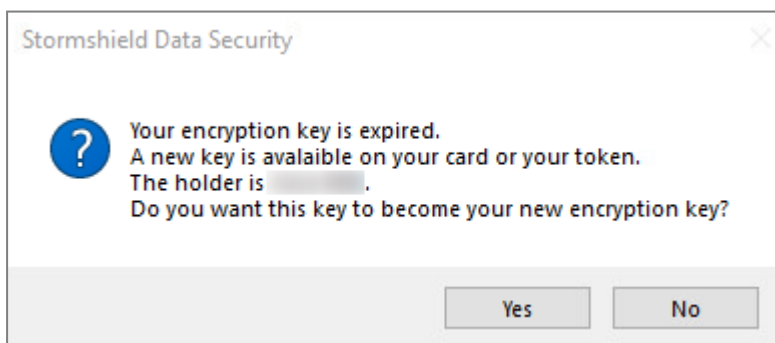 Stormshield Data Security
?
Your encryption key is expired.
A new key is avalaible on your card or your token.
The holder is .
Do you want this key to become your new encryption key?
Yes
No